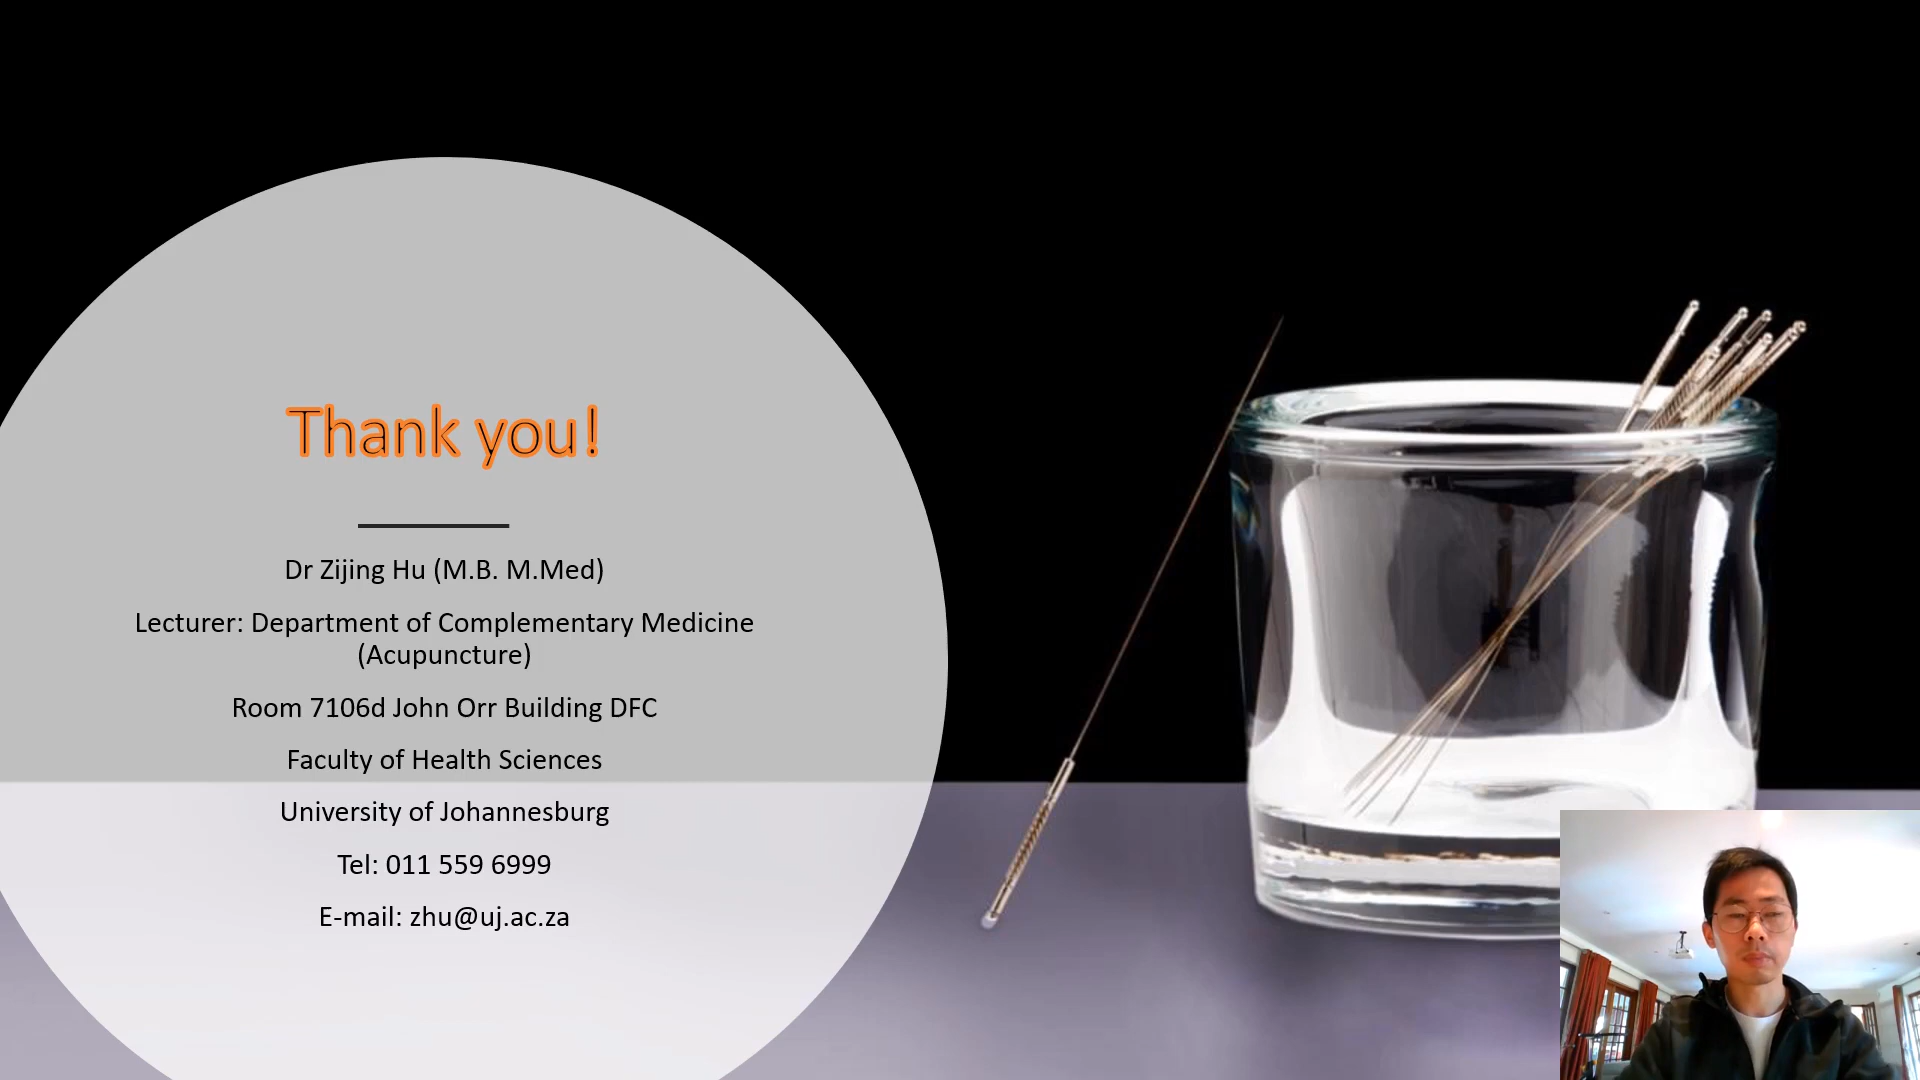 Thank you!
Dr Zijing Hu (M.B. M.Med)
Lecturer: Department of Complementary Medicine
(Acupuncture)
Room 7106d John Orr Building DFC
Faculty of Health Sciences
University of Johannesburg
Tel: 011 559 6999
E-mail: zhu@uj.ac.za